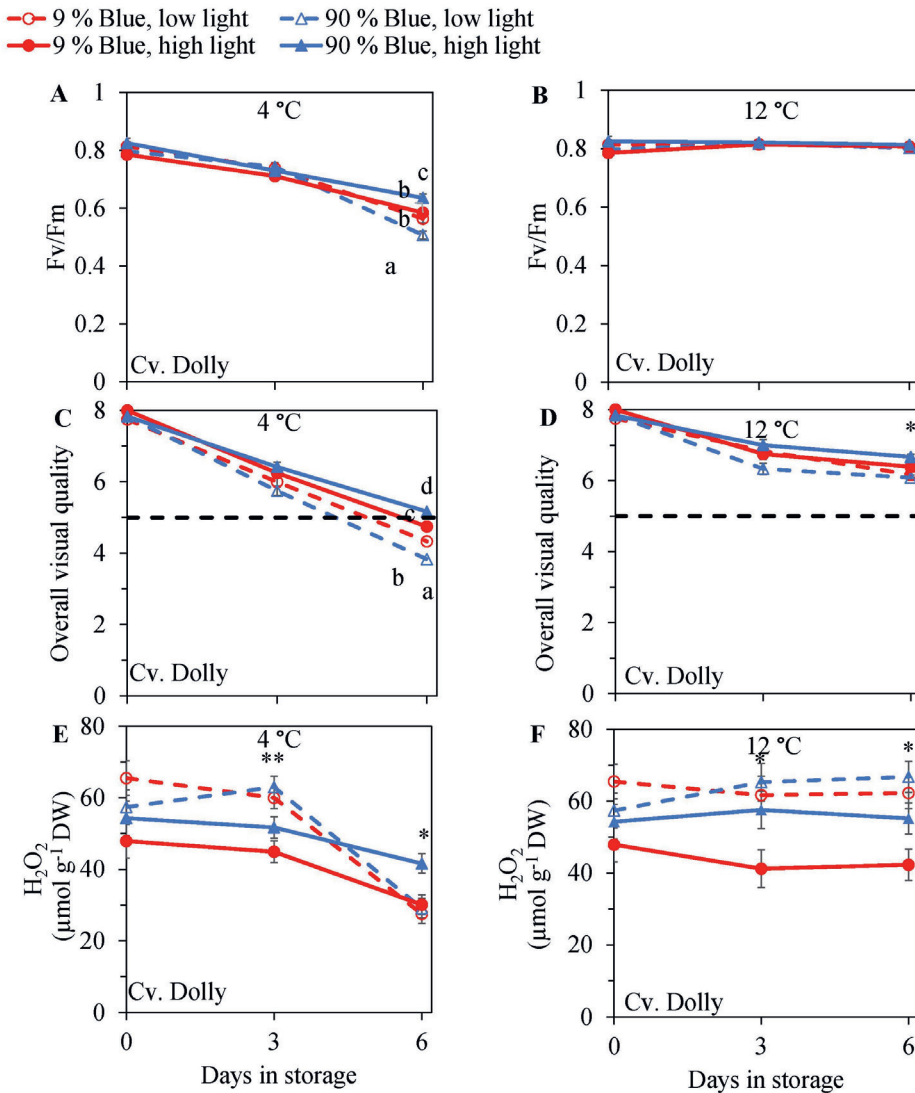 9 % Blue, low light
90 % Blue, low light
9 % Blue, high light
90 % Blue, high light
A
4 °C
1
0.8
0.6
0.4
0.2
0
Fv/Fm
c
b
b
a
Cv. Dolly
B
12 °C
1
0.8
0.6
0.4
0.2
0
Fv/Fm
Cv. Dolly
C
4 °C
8
6
4
2
0
Overall visual quality
d
c
b
a
Cv. Dolly
D
12 °C
*
8
6
4
2
0
Overall visual quality
Cv. Dolly
E
4 °C
**
*
80
60
40
20
0
H₂O₂
(µmol g⁻¹ DW)
Cv. Dolly
0
3
6
Days in storage
F
12 °C
*
*
80
60
40
20
0
H₂O₂
(µmol g⁻¹ DW)
Cv. Dolly
0
3
6
Days in storage